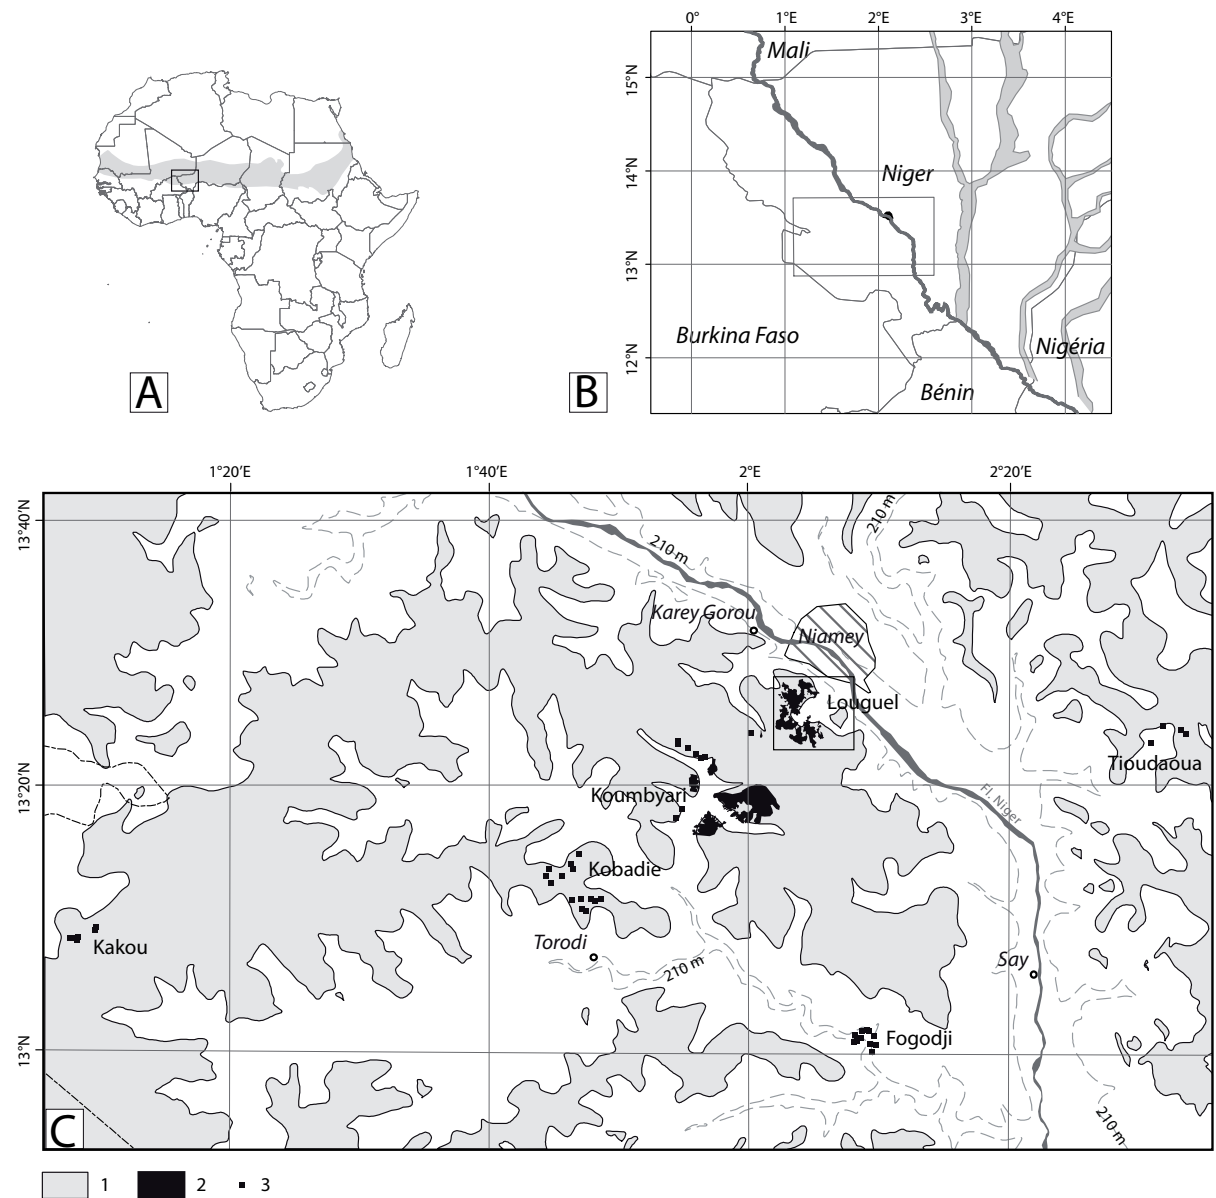 A
0°
1°E
2°E
3°E
4°E
15°N
14°N
13°N
12°N
Mali
Niger
Burkina Faso
Nigéria
Bénin
B
1°20'E
1°40'E
2°E
2°20'E
13°40'N
13°20'N
13°N
210 m
210 m
Karey Gorou
Niamey
Louguel
Tioudaoua
Koumbyari
Fl. Niger
Kobadie
Kakou
Torodi
210 m
Say
Fogodji
210 m
C
1
2
3